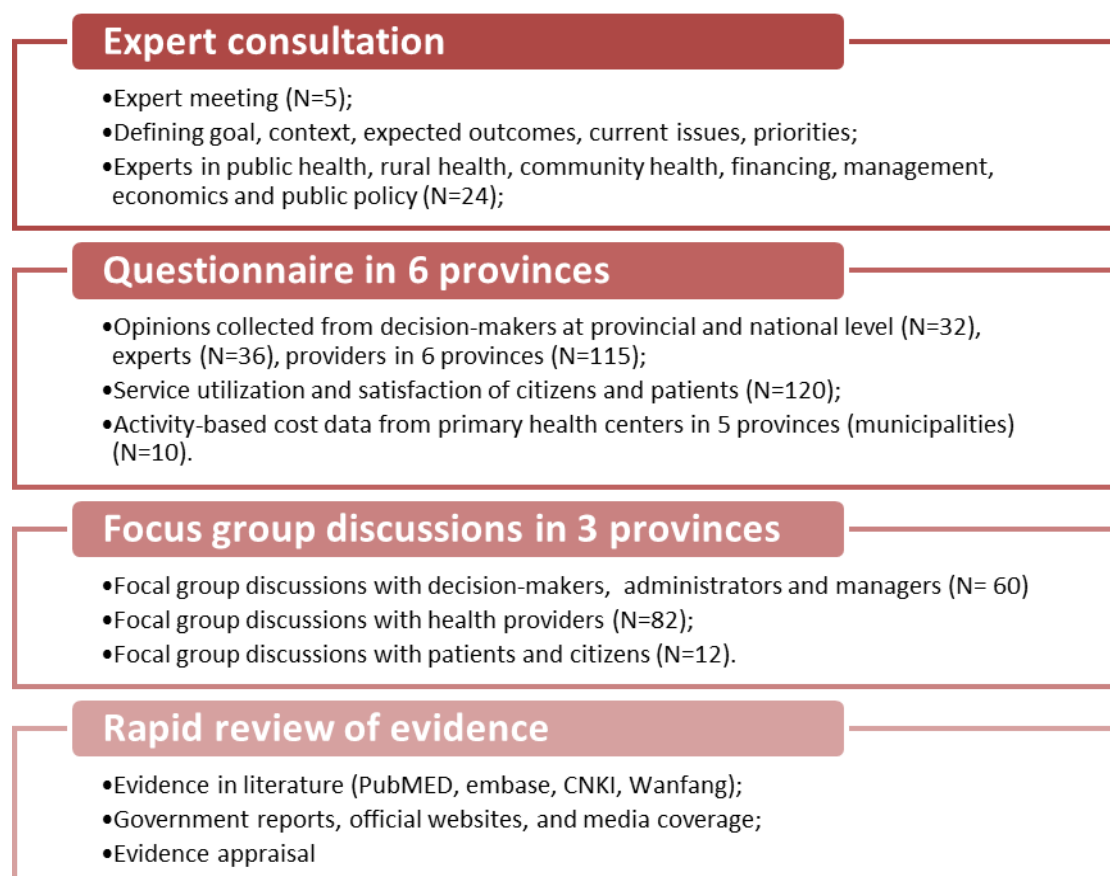 Expert consultation
•Expert meeting (N=5);
•Defining goal, context, expected outcomes, current issues, priorities;
•Experts in public health, rural health, community health, financing, management,
economics and public policy (N=24);
Questionnaire in 6 provinces
•Opinions collected from decision-makers at provincial and national level (N=32),
experts (N=36), providers in 6 provinces (N=115);
•Service utilization and satisfaction of citizens and patients (N=120);
•Activity-based cost data from primary health centers in 5 provinces (municipalities)
(N=10).
Focus group discussions in 3 provinces
•Focal group discussions with decision-makers, administrators and managers (N= 60)
•Focal group discussions with health providers (N=82);
•Focal group discussions with patients and citizens (N=12).
Rapid review of evidence
•Evidence in literature (PubMED, embase, CNKI, Wanfang);
•Government reports, official websites, and media coverage;
•Evidence appraisal